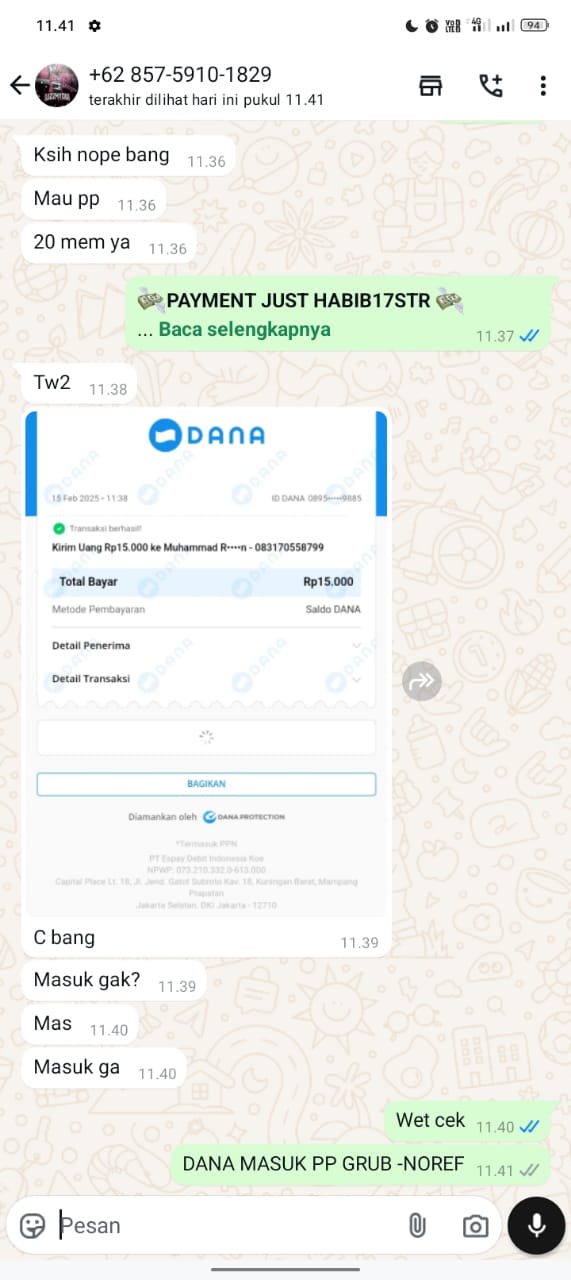 11.41
4G
94
+62 857-5910-1829
terakhir dilihat hari ini pukul 11.41
Ksih nope bang 11.36
Mau pp 11.36
20 mem ya 11.36
💸PAYMENT JUST HABIB17STR 💸
... Baca selengkapnya
11.37
Tw2 11.38
DANA
15 Feb 2025 • 11:38 ID DANA 0895•••••9885
Transaksi berhasil!
Kirim Uang Rp15.000 ke Muhammad R••••n - 083170558799
Total Bayar Rp15.000
Metode Pembayaran Saldo DANA
Detail Penerima
Detail Transaksi
BAGIKAN
Diamankan oleh DANA PROTECTION
*Termasuk PPN
PT Espay Debit Indonesia Koe
NPWP: 073.210.332.0-613.000
Capital Place Lt. 18, Jl. Jend. Gatot Subroto Kav. 18, Kuningan Barat, Mampang
Prapatan
Jakarta Selatan, DKI Jakarta - 12710
C bang 11.39
Masuk gak? 11.39
Mas 11.40
Masuk ga 11.40
Wet cek 11.40
DANA MASUK PP GRUB -NOREF 11.41
Pesan